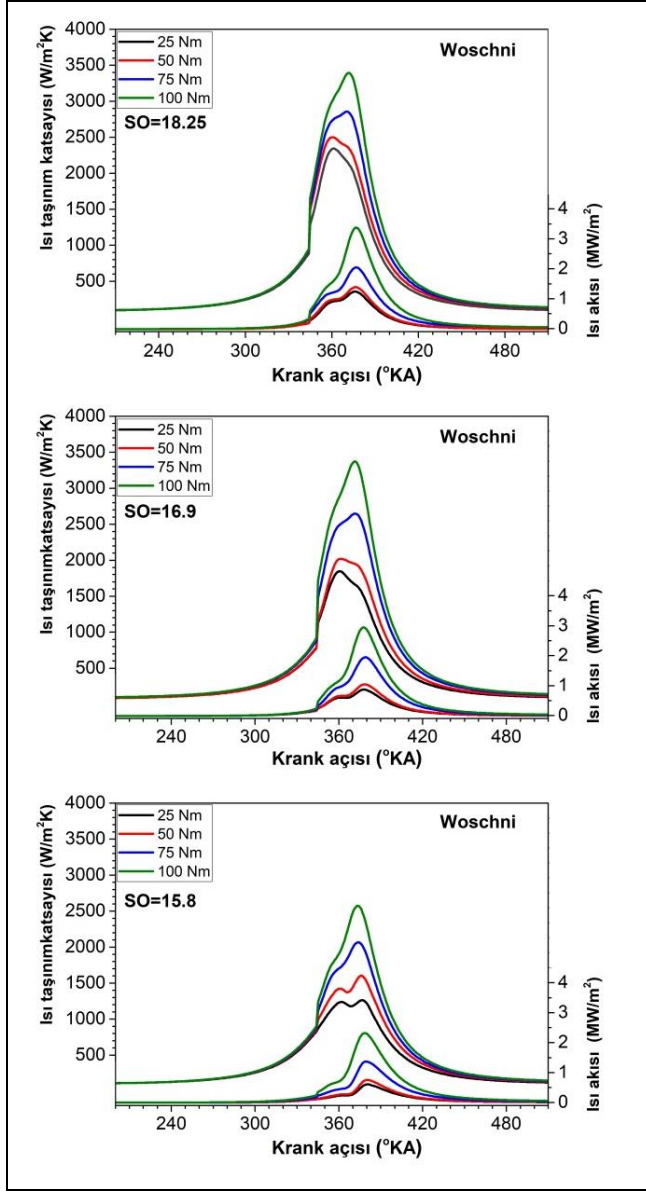 4000
3500
3000
2500
2000
1500
1000
500
Isı taşınım katsayısı (W/m²K)
25 Nm
50 Nm
75 Nm
100 Nm
SO=18.25
Woschni
4
3
2
1
0
Isı akısı (MW/m²)
240 300 360 420 480
Krank açısı (°KA)
4000
3500
3000
2500
2000
1500
1000
500
Isı taşınımkatsayısı (W/m²K)
25 Nm
50 Nm
75 Nm
100 Nm
SO=16.9
Woschni
4
3
2
1
0
Isı akısı (MW/m²)
240 300 360 420 480
Krank açısı (°KA)
4000
3500
3000
2500
2000
1500
1000
500
Isı taşınımkatsayısı (W/m²K)
25 Nm
50 Nm
75 Nm
100 Nm
SO=15.8
Woschni
4
3
2
1
0
Isı akısı (MW/m²)
240 300 360 420 480
Krank açısı (°KA)